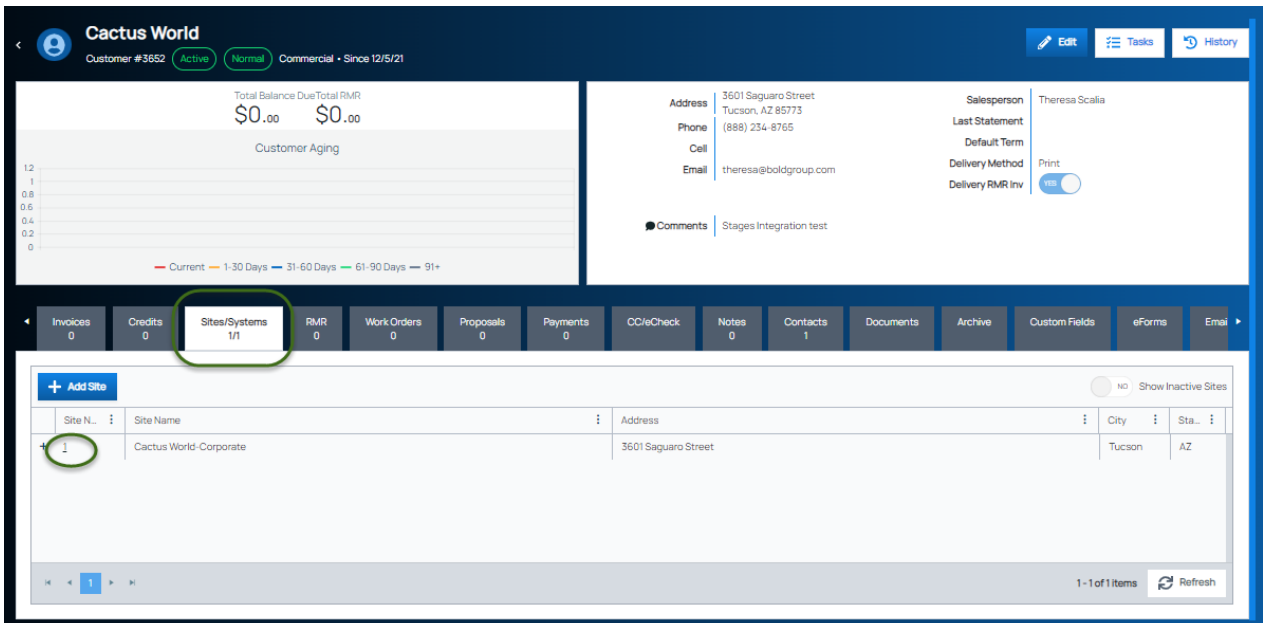 Cactus World
Customer #3652 Active Normal Commercial • Since 12/5/21
Edit
Tasks
History
Total Balance Due Total RMR
$0.00 $0.00
Customer Aging
1.2
1
0.8
0.6
0.4
0.2
0
Current 1-30 Days 31-60 Days 61-90 Days 91+
Address 3601 Saguaro Street
Tucson, AZ 85773
Phone (888) 234-8765
Cell
Email theresa@boldgroup.com
Comments Stages Integration test
Salesperson Theresa Scalia
Last Statement
Default Term
Delivery Method Print
Delivery RMR Inv YES
Invoices
0
Credits
0
Sites/Systems
1/1
RMR
0
Work Orders
0
Proposals
0
Payments
0
CC/eCheck
Notes
0
Contacts
1
Documents
Archive
Custom Fields
eForms
Emai
+ Add Site
NO Show Inactive Sites
Site N... Site Name Address City Sta...
+ 1 Cactus World-Corporate 3601 Saguaro Street Tucson AZ
1
1 - 1 of 1 items Refresh